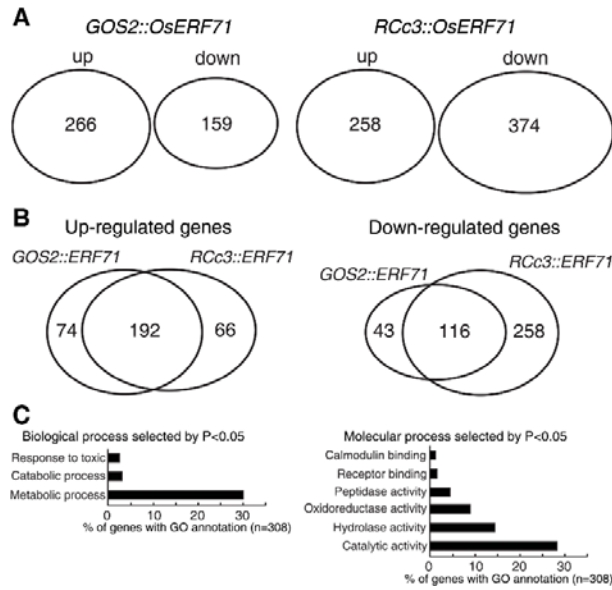 A
GOS2::OsERF71
RCc3::OsERF71
up
down
up
down
266
159
258
374
B
Up-regulated genes
Down-regulated genes
GOS2::ERF71
RCc3::ERF71
GOS2::ERF71
RCc3::ERF71
74
192
66
43
116
258
C
Biological process selected by P<0.05
Response to toxic
Catabolic process
Metabolic process
0
10
20
30
% of genes with GO annotation (n=308)
Molecular process selected by P<0.05
Calmodulin binding
Receptor binding
Peptidase activity
Oxidoreductase activity
Hydrolase activity
Catalytic activity
0
10
20
30
% of genes with GO annotation (n=308)